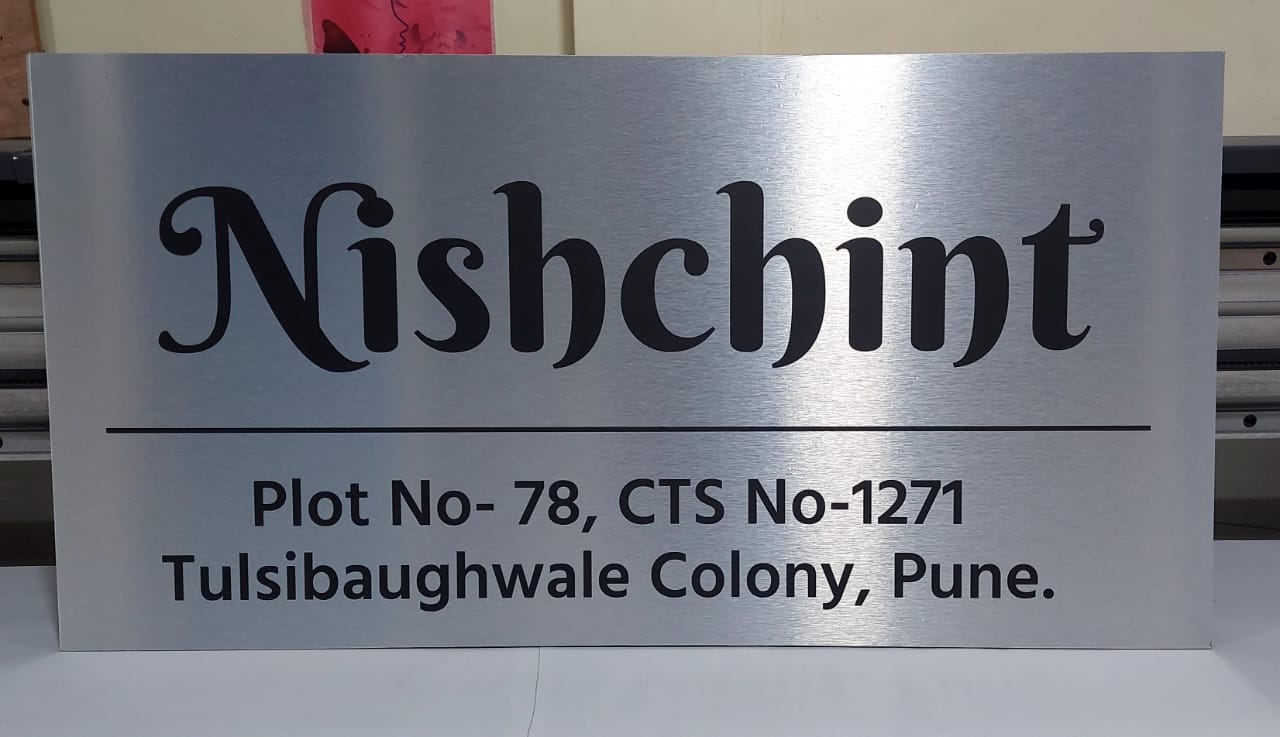 Nishchint
Plot No- 78, CTS No-1271
Tulsibaughwale Colony, Pune.